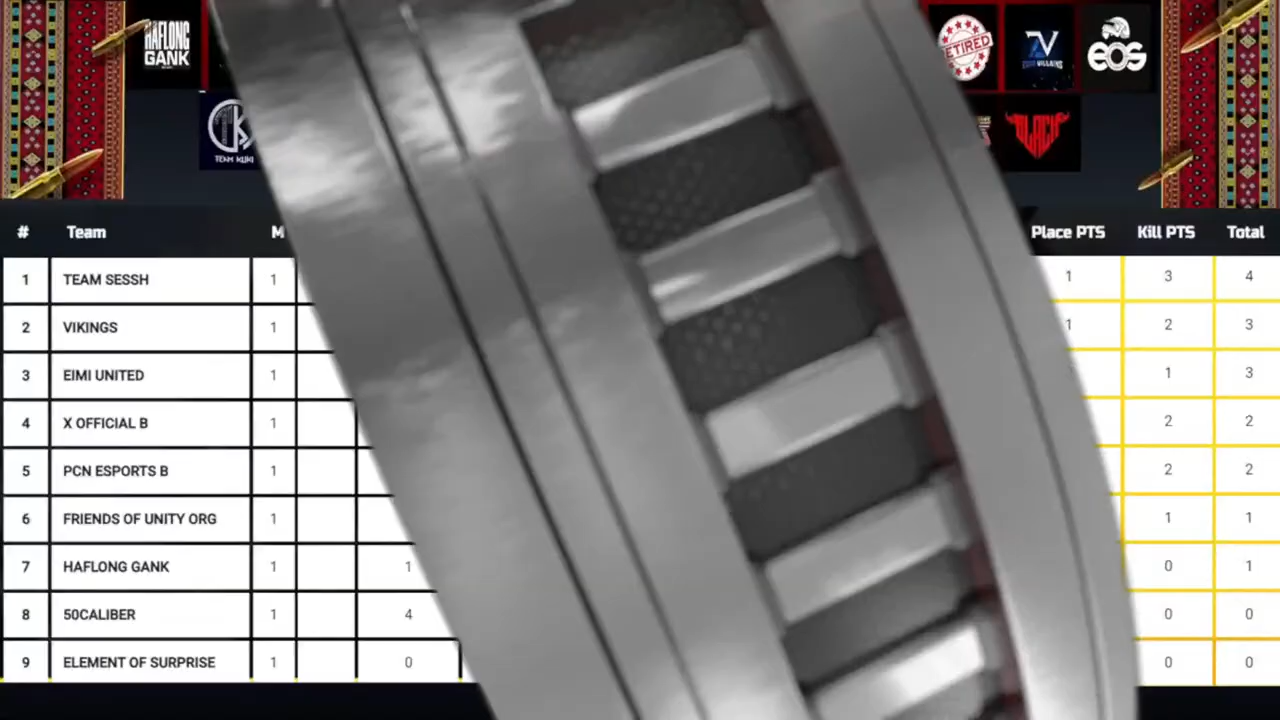 HAFLONG
GANK
ETIRED
EOS
BLACK
# Team M Place PTS Kill PTS Total
1 TEAM SESSH 1 1 3 4
2 VIKINGS 1 1 2 3
3 EIMI UNITED 1 1 3
4 X OFFICIAL B 1 2 2
5 PCN ESPORTS B 1 2 2
6 FRIENDS OF UNITY ORG 1 1 1
7 HAFLONG GANK 1 1 0 1
8 50CALIBER 1 4 0 0
9 ELEMENT OF SURPRISE 1 0 0 0